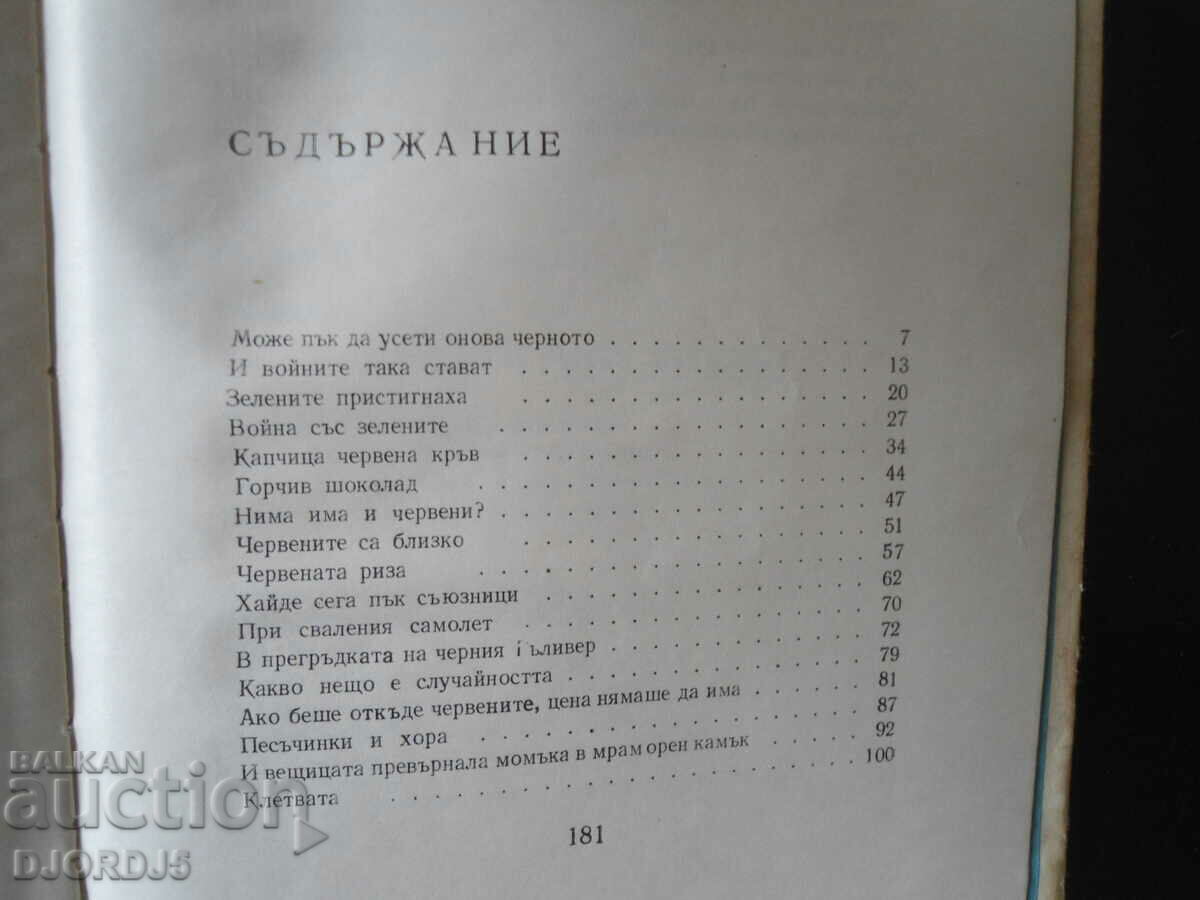 СЪДЪРЖАНИЕ
Може пък да усети онова черното . . . . . . . . . . . 7
И войните така стават . . . . . . . . . . . . . . 13
Зелените пристигнаха . . . . . . . . . . . . . . 20
Война със зелените . . . . . . . . . . . . . . . 27
Капчица червена кръв . . . . . . . . . . . . . . 34
Горчив шоколад . . . . . . . . . . . . . . . . 44
Нима има и червени? . . . . . . . . . . . . . . . 47
Червените са близко . . . . . . . . . . . . . . 51
Червената риза . . . . . . . . . . . . . . . . 57
Хайде сега пък съюзници . . . . . . . . . . . . . 62
При сваления самолет . . . . . . . . . . . . . . 70
В прегръдката на черния Гъливер . . . . . . . . . . . 72
Какво нещо е случайността . . . . . . . . . . . . . 79
Ако беше откъде червените, цена нямаше да има . . . . . . 81
Песъчинки и хора . . . . . . . . . . . . . . . 87
И вещицата превърнала момъка в мраморен камък . . . . . 92
Клетвата . . . . . . . . . . . . . . . . . . 100
181
BALKAN
auction
DJORDJ5